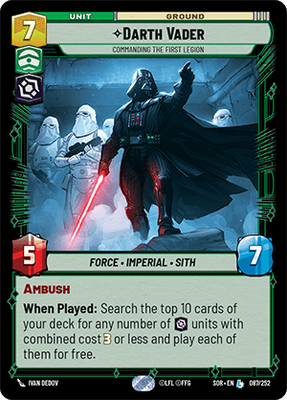 UNIT GROUND
7
DARTH VADER
COMMANDING THE FIRST LEGION
5 7
FORCE • IMPERIAL • SITH
AMBUSH
When Played: Search the top 10 cards of
your deck for any number of units with
combined cost 3 or less and play each
of them for free.
IVAN DEDOV ©LFL ©FFG SOR • EN 087/252